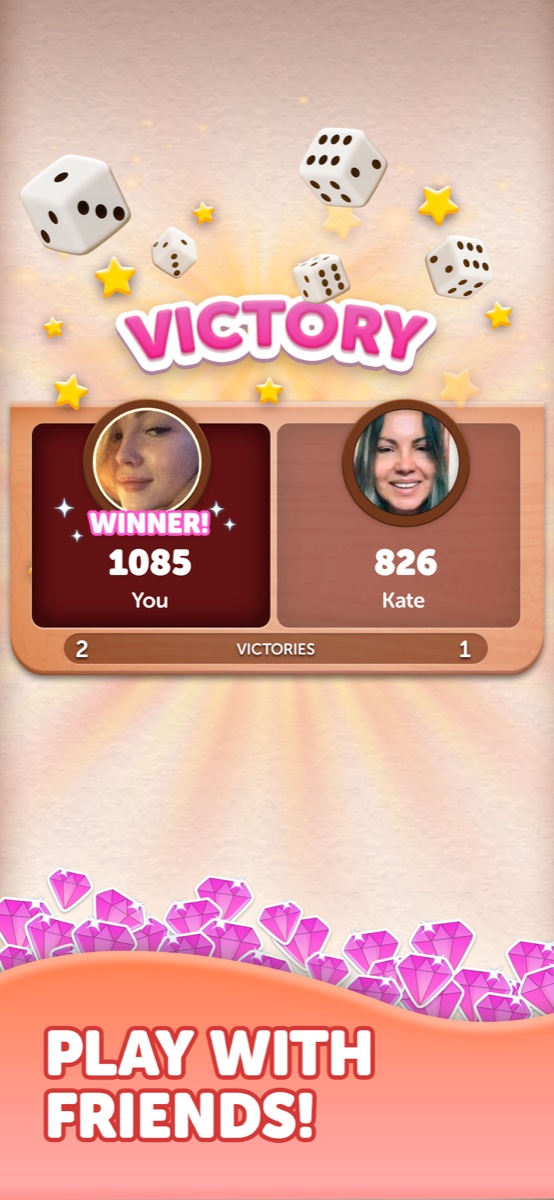 VICTORY
WINNER!
1085 826
You Kate
2 VICTORIES 1
PLAY WITH
FRIENDS!